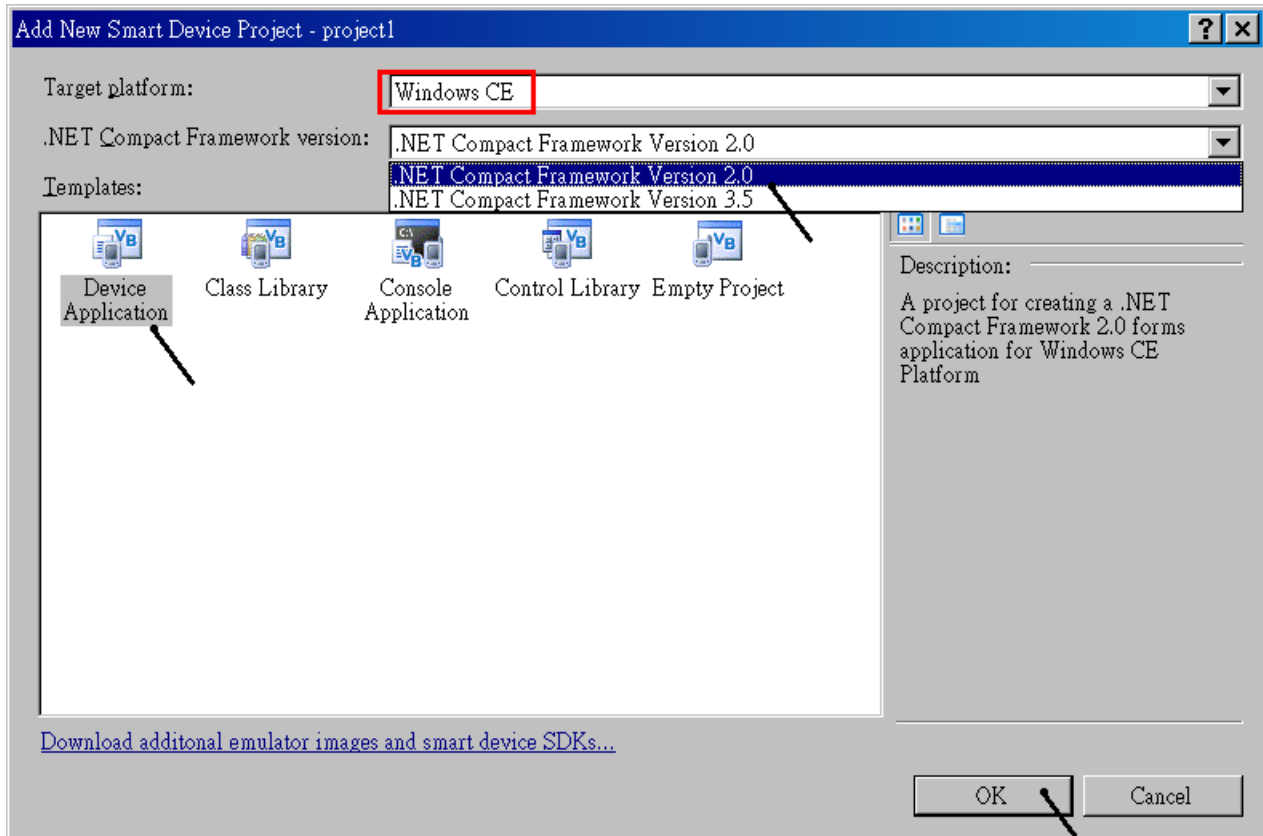 Add New Smart Device Project - project1
Target platform:
Windows CE
.NET Compact Framework version:
.NET Compact Framework Version 2.0
.NET Compact Framework Version 2.0
.NET Compact Framework Version 3.5
Templates:
Device
Application
Class Library
Console
Application
Control Library
Empty Project
Description:
A project for creating a .NET
Compact Framework 2.0 forms
application for Windows CE
Platform
Download additonal emulator images and smart device SDKs...
OK
Cancel